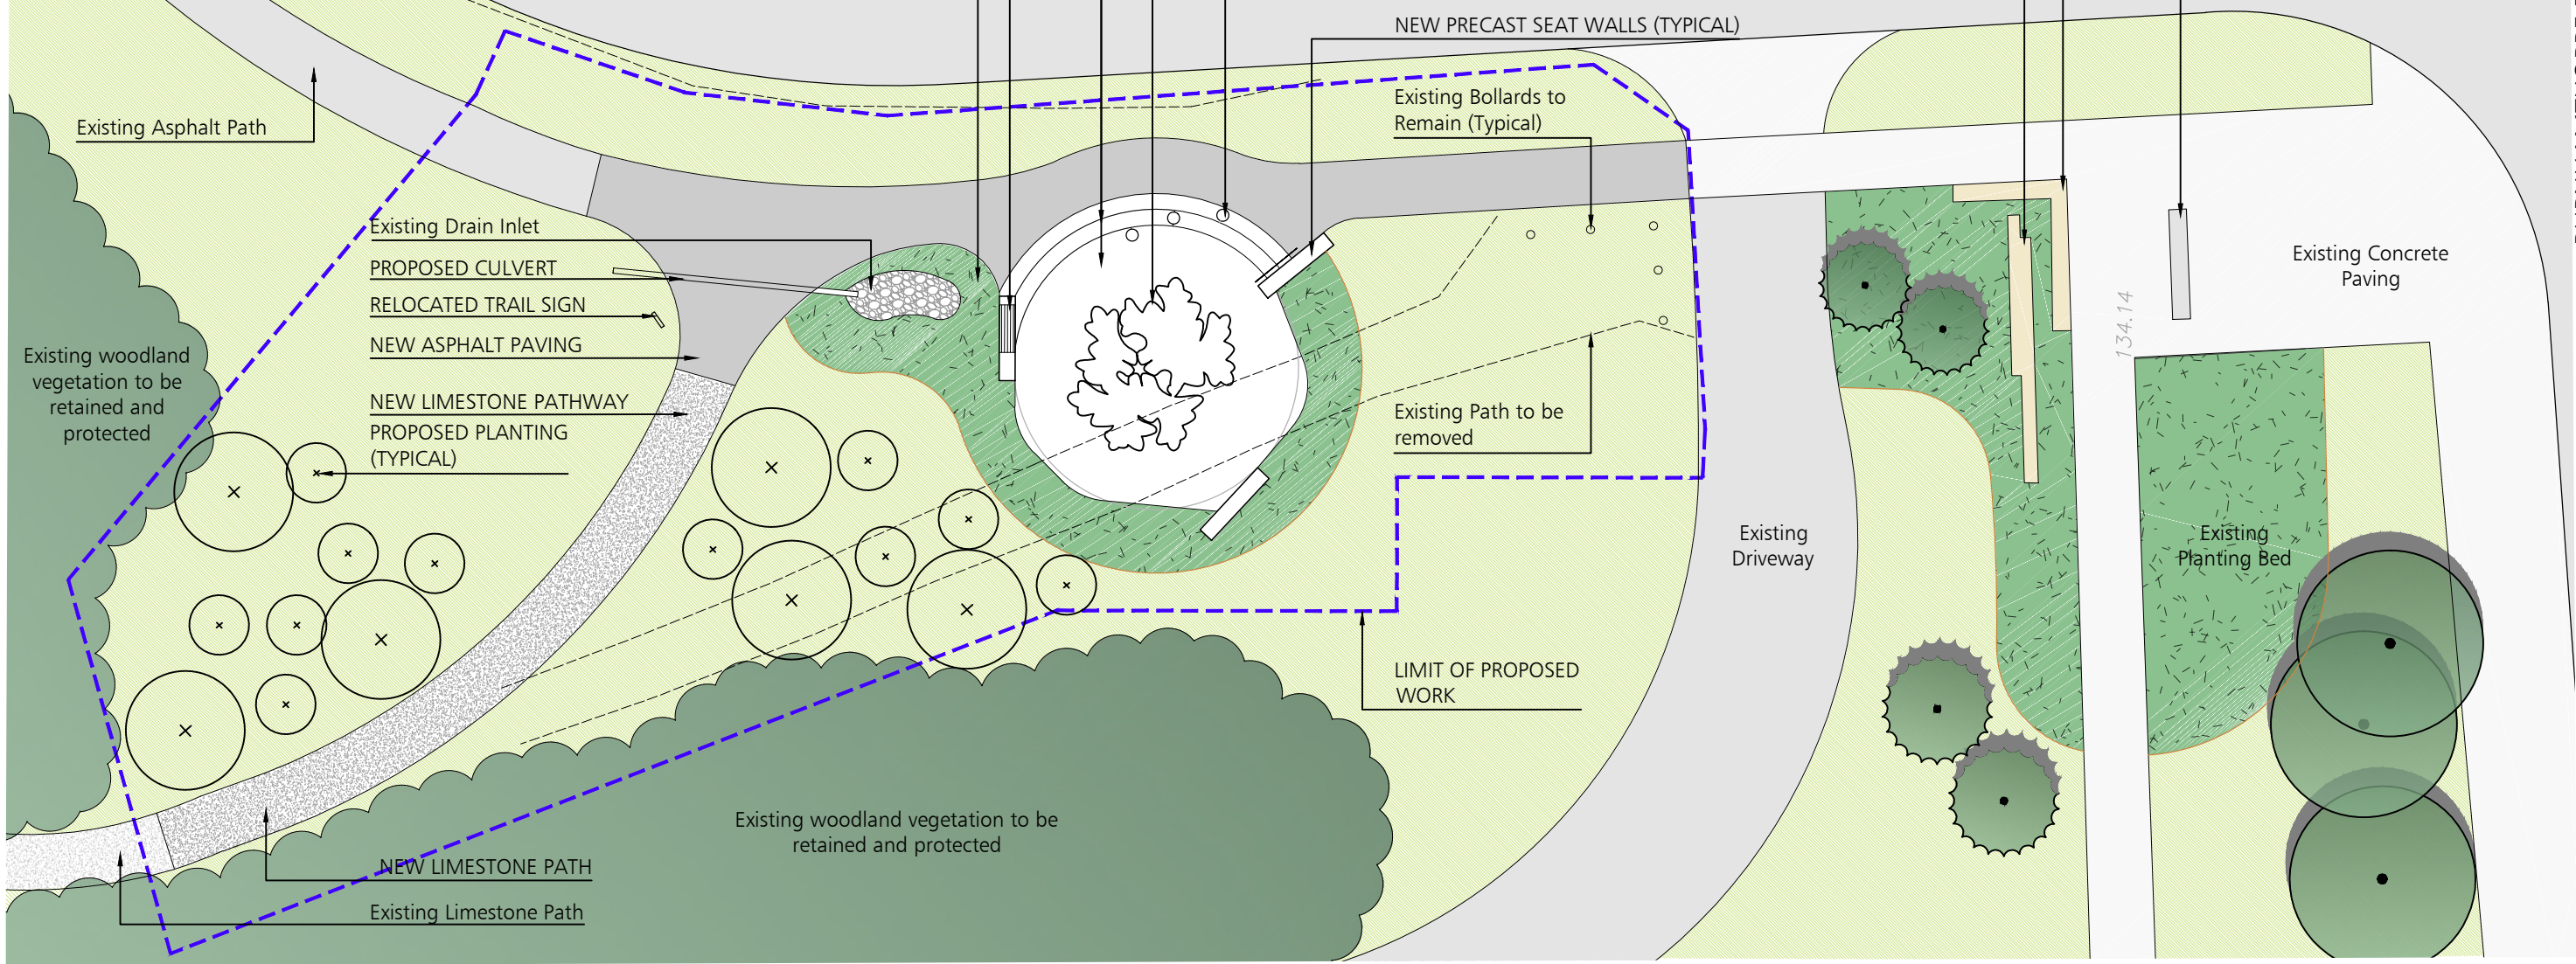 NEW PRECAST SEAT WALLS (TYPICAL)
Existing Bollards to
Remain (Typical)
Existing Asphalt Path
Existing Drain Inlet
PROPOSED CULVERT
RELOCATED TRAIL SIGN
NEW ASPHALT PAVING
NEW LIMESTONE PATHWAY
PROPOSED PLANTING
(TYPICAL)
Existing woodland
vegetation to be
retained and
protected
Existing Path to be
removed
Existing Concrete
Paving
134.14
Existing
Driveway
Existing
Planting Bed
LIMIT OF PROPOSED
WORK
Existing woodland vegetation to be
retained and protected
NEW LIMESTONE PATH
Existing Limestone Path